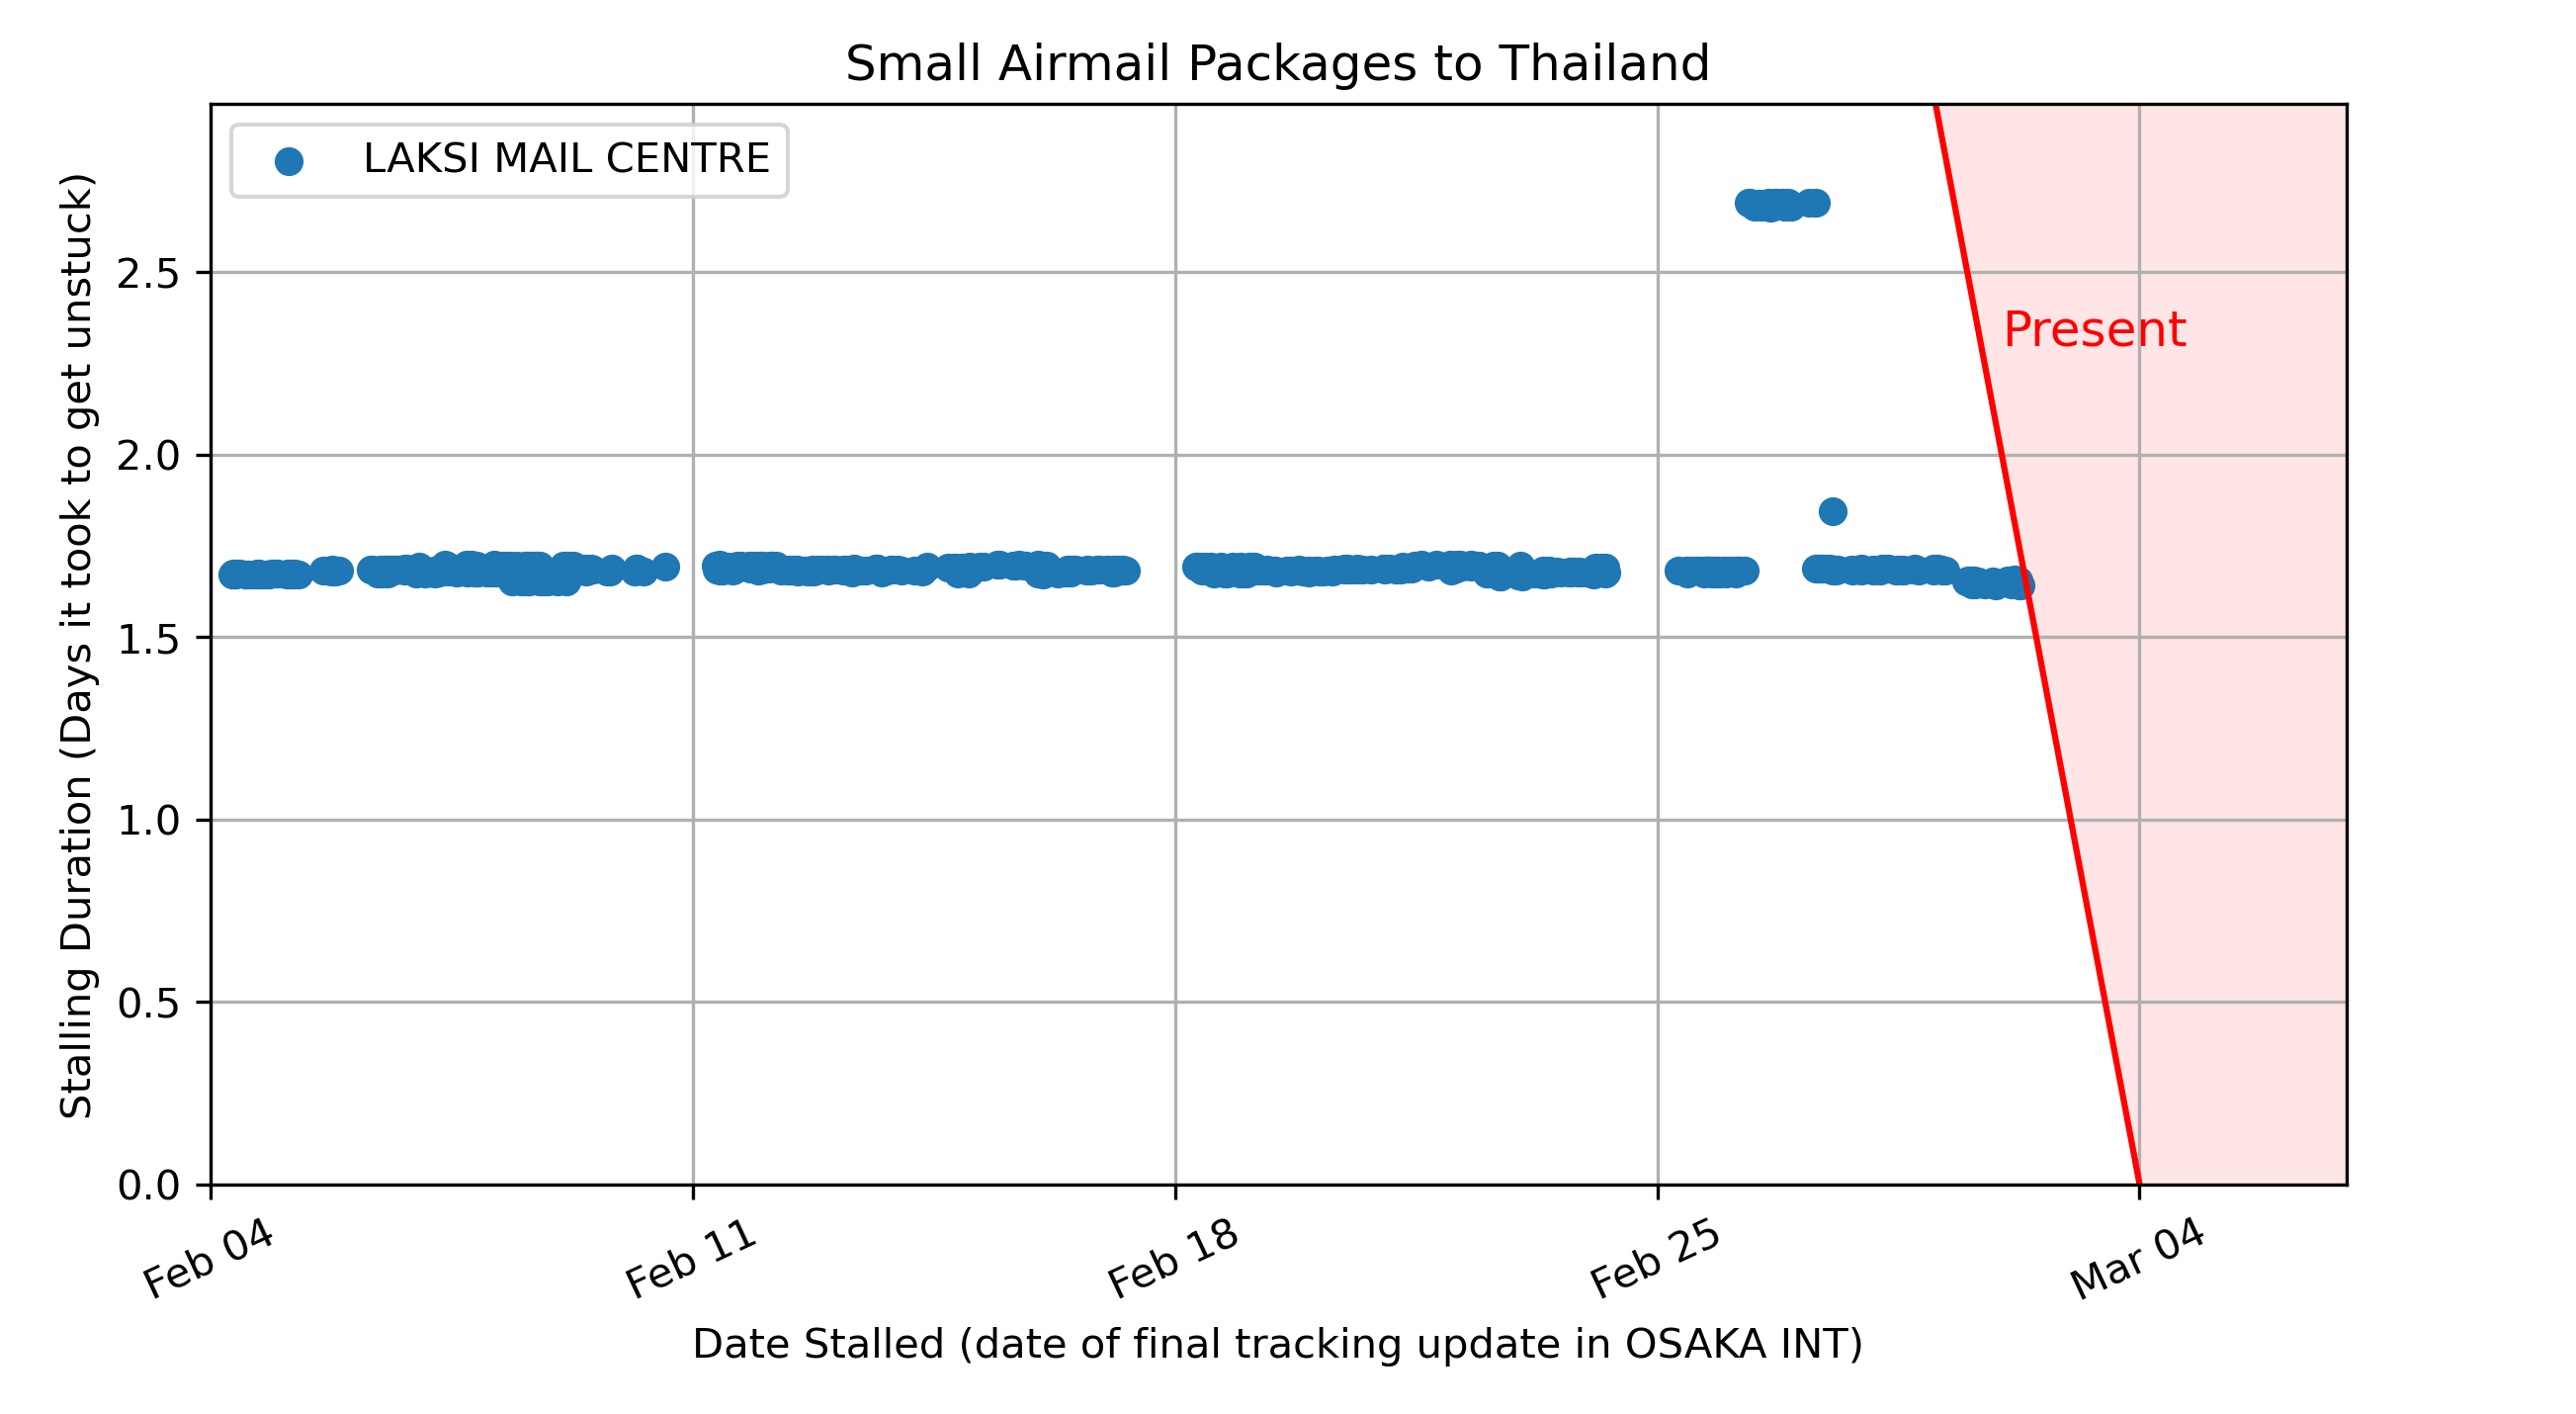 Small Airmail Packages to Thailand
LAKSI MAIL CENTRE
Present
Stalling Duration (Days it took to get unstuck)
2.5
2.0
1.5
1.0
0.5
0.0
Feb 04
Feb 11
Feb 18
Feb 25
Mar 04
Date Stalled (date of final tracking update in OSAKA INT)